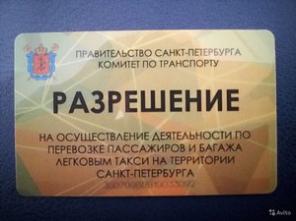 ПРАВИТЕЛЬСТВО САНКТ-ПЕТЕРБУРГА
КОМИТЕТ ПО ТРАНСПОРТУ
РАЗРЕШЕНИЕ
НА ОСУЩЕСТВЛЕНИЕ ДЕЯТЕЛЬНОСТИ ПО
ПЕРЕВОЗКЕ ПАССАЖИРОВ И БАГАЖА
ЛЕГКОВЫМ ТАКСИ НА ТЕРРИТОРИИ
САНКТ-ПЕТЕРБУРГА
Avito